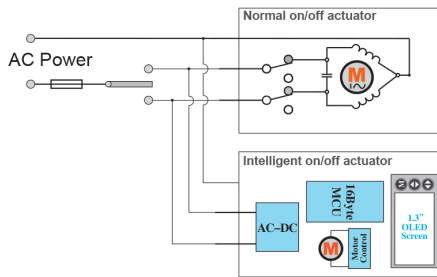 Normal on/off actuator
AC Power
M
Intelligent on/off actuator
16Byte
MCU
AC-DC
M
Motor
Control
1.3"
OLED
Screen